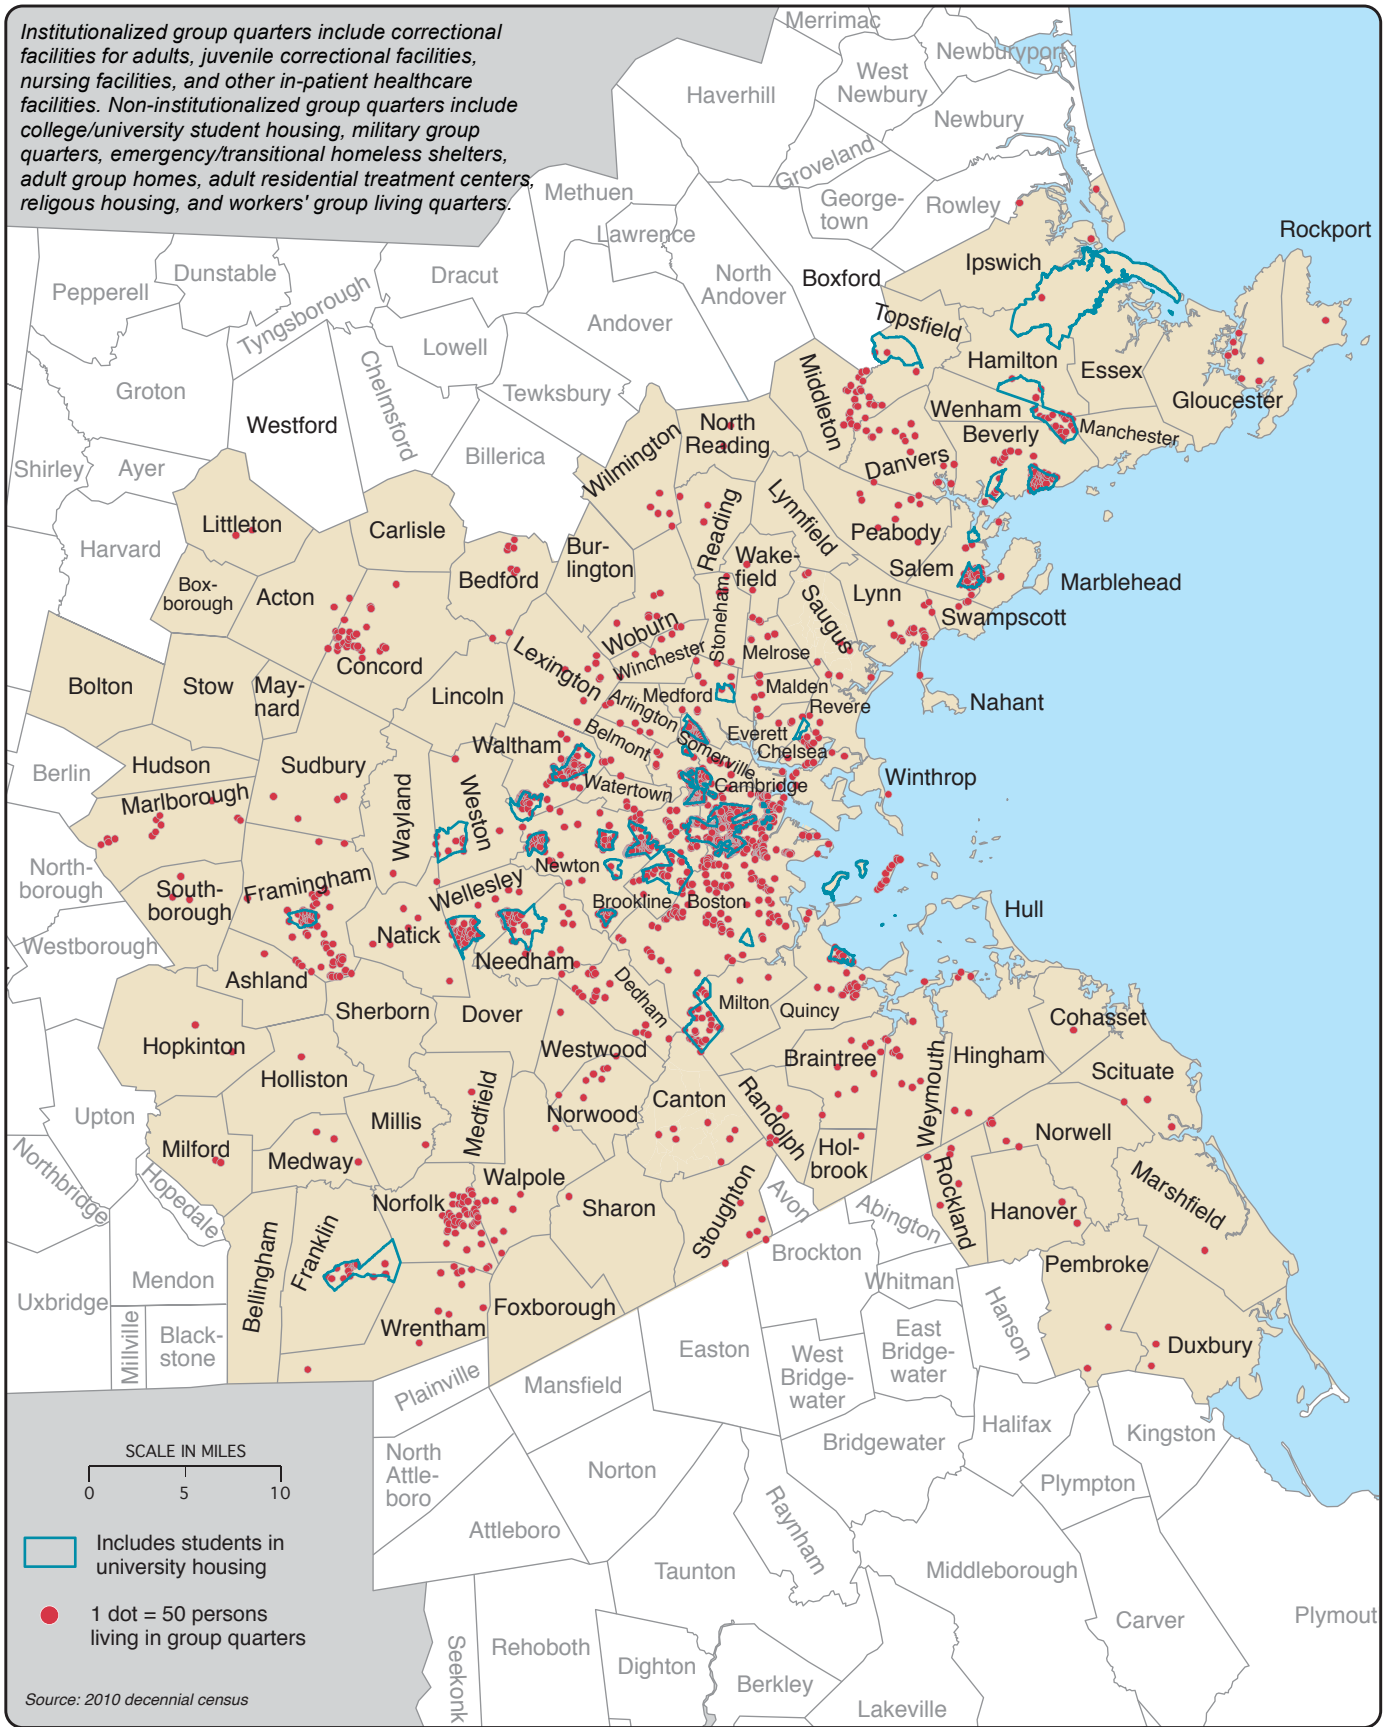 Institutionalized group quarters include correctional
facilities for adults, juvenile correctional facilities,
nursing facilities, and other in-patient healthcare
facilities. Non-institutionalized group quarters include
college/university student housing, military group
quarters, emergency/transitional homeless shelters,
adult group homes, adult residential treatment centers,
religous housing, and workers' group living quarters.
Merrimac
Newburyport
West
Newbury
Haverhill
Newbury
Groveland
George-
town
Rowley
Methuen
Lawrence
North
Andover
Boxford
Ipswich
Rockport
Pepperell
Dunstable
Tyngsborough
Dracut
Andover
Topsfield
Lowell
Hamilton
Essex
Gloucester
Groton
Chelmsford
Tewksbury
Middleton
Wenham
Manchester
Westford
North
Reading
Beverly
Shirley
Ayer
Billerica
Wilmington
Danvers
Littleton
Carlisle
Reading
Lynnfield
Peabody
Harvard
Bur-
lington
Wake-
field
Box-
borough
Acton
Bedford
Salem
Marblehead
Lynn
Saugus
Swampscott
Stoneham
Woburn
Winchester
Melrose
Concord
Lexington
Bolton
Stow
May-
nard
Lincoln
Arlington
Medford
Malden
Revere
Nahant
Waltham
Belmont
Somerville
Everett
Chelsea
Berlin
Hudson
Sudbury
Watertown
Cambridge
Winthrop
Marlborough
Wayland
Weston
Newton
North-
borough
South-
borough
Framingham
Wellesley
Brookline
Boston
Hull
Westborough
Natick
Needham
Ashland
Dedham
Sherborn
Dover
Milton
Quincy
Cohasset
Hopkinton
Westwood
Braintree
Weymouth
Hingham
Holliston
Scituate
Upton
Millis
Medfield
Norwood
Canton
Randolph
Norwell
Milford
Medway
Hol-
brook
Northbridge
Hopedale
Walpole
Rockland
Marshfield
Norfolk
Sharon
Stoughton
Avon
Abington
Hanover
Bellingham
Franklin
Brockton
Pembroke
Mendon
Whitman
Hanson
Uxbridge
Foxborough
Millville
Black-
stone
Wrentham
East
Bridge-
water
Easton
West
Bridge-
water
Duxbury
Plainville
Mansfield
Halifax
Kingston
Bridgewater
North
Attle-
boro
Norton
Plympton
Raynham
Attleboro
Taunton
Middleborough
Carver
Plymout
Seekonk
Rehoboth
Dighton
Berkley
Lakeville
SCALE IN MILES
0 5 10
Includes students in
university housing
1 dot = 50 persons
living in group quarters
Source: 2010 decennial census